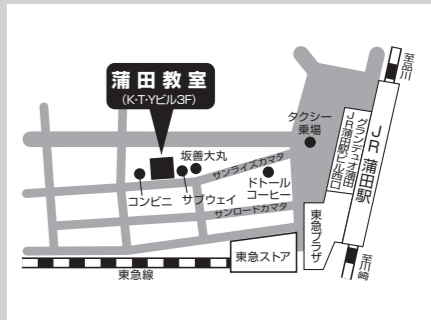 蒲田教室
(K・T・Yビル3F)
至品川
タクシー
乗場
グランデュオ蒲田
JR蒲田駅ビル西口
JR蒲田駅
坂善大丸
サンライズカマタ
コンビニ
サブウェイ
ドトール
コーヒー
サンロードカマタ
東急プラザ
東急ストア
東急線
至川崎